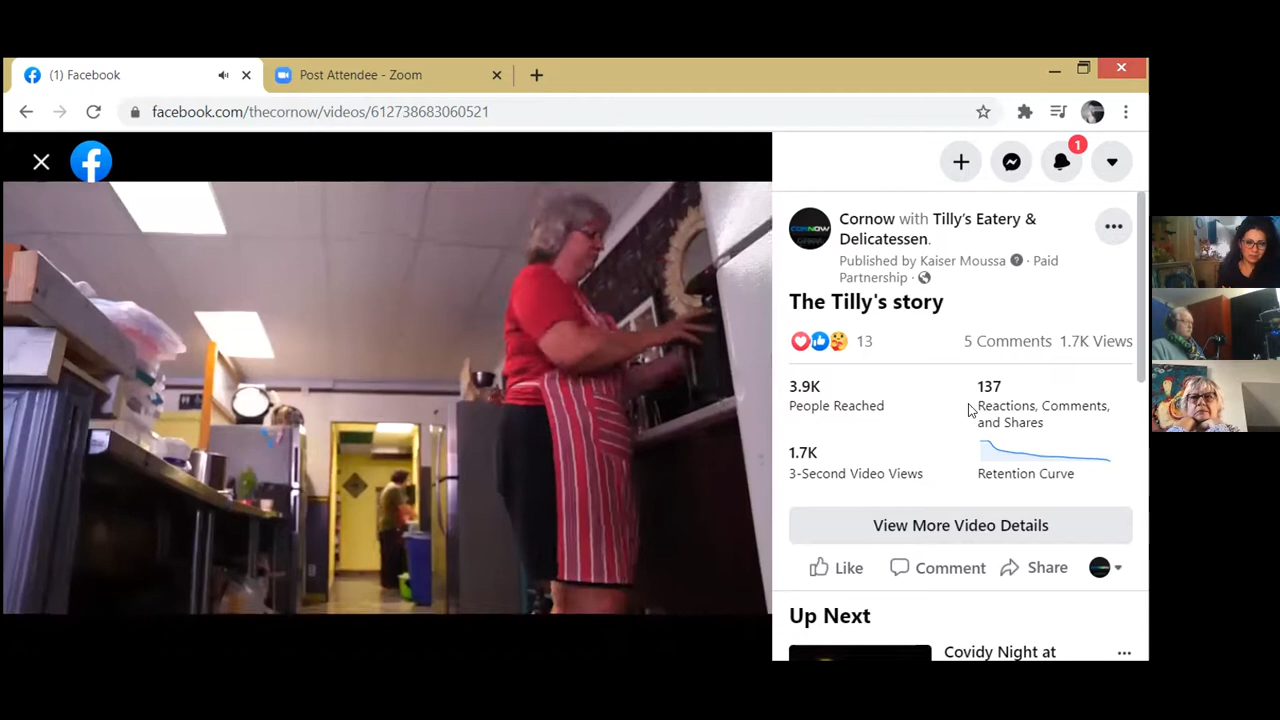 (1) Facebook
Post Attendee - Zoom
facebook.com/thecornow/videos/612738683060521
1
CORNOW
Cornow with Tilly's Eatery &
Delicatessen.
Published by Kaiser Moussa · Paid
Partnership ·
The Tilly's story
13
5 Comments 1.7K Views
3.9K
People Reached
137
Reactions, Comments,
and Shares
1.7K
3-Second Video Views
Retention Curve
View More Video Details
Like
Comment
Share
Up Next
Covidy Night at